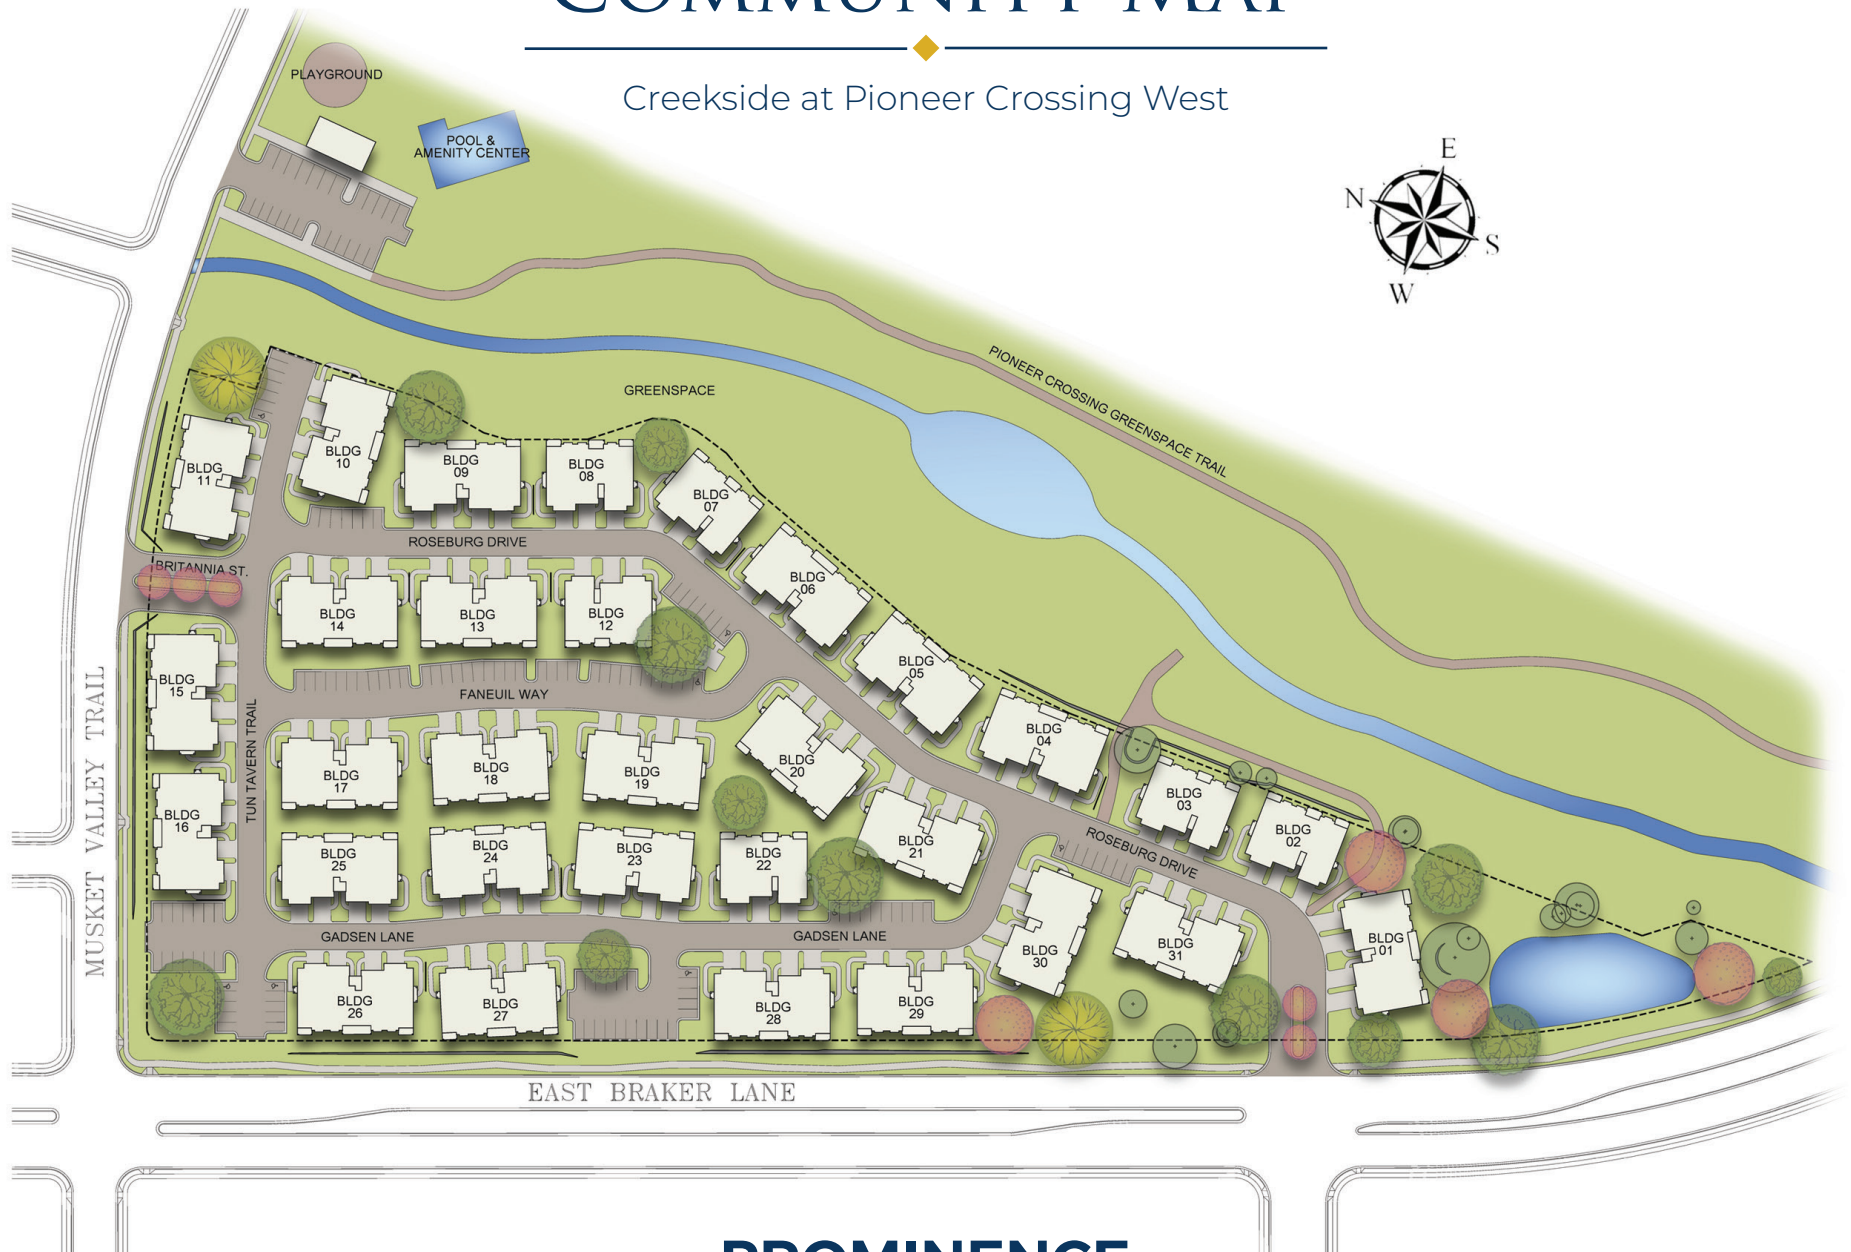 COMMUNITY MAP
Creekside at Pioneer Crossing West
PLAYGROUND
POOL &
AMENITY CENTER
E
N
S
W
GREENSPACE
PIONEER CROSSING GREENSPACE TRAIL
BLDG
11
BLDG
10
BLDG
09
BLDG
08
BLDG
07
BLDG
06
BLDG
05
BLDG
04
BLDG
03
BLDG
02
BLDG
01
ROSEBURG DRIVE
BRITANNIA ST.
BLDG
14
BLDG
13
BLDG
12
BLDG
15
FANEUIL WAY
TUN TAVERN TRAIL
MUSKET VALLEY TRAIL
BLDG
16
BLDG
17
BLDG
18
BLDG
19
BLDG
20
BLDG
21
ROSEBURG DRIVE
BLDG
25
BLDG
24
BLDG
23
BLDG
22
GADSEN LANE
GADSEN LANE
BLDG
30
BLDG
31
BLDG
26
BLDG
27
BLDG
28
BLDG
29
EAST BRAKER LANE
PROMINENCE